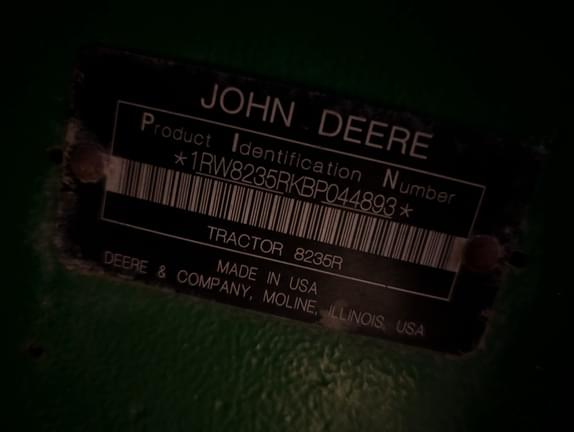 JOHN DEERE
Product Identification Number
*1RW8235RKBP044893*
TRACTOR 8235R
MADE IN USA
DEERE & COMPANY, MOLINE, ILLINOIS, USA